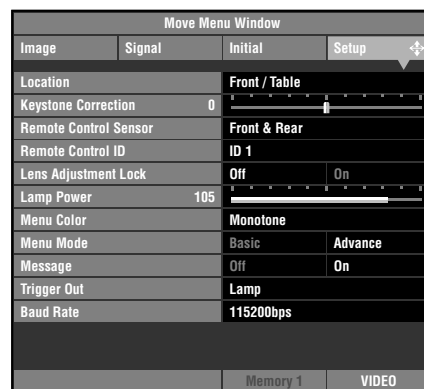 Move Menu Window
Image Signal Initial Setup
Location Front / Table
Keystone Correction 0
Remote Control Sensor Front & Rear
Remote Control ID ID 1
Lens Adjustment Lock Off On
Lamp Power 105
Menu Color Monotone
Menu Mode Basic Advance
Message Off On
Trigger Out Lamp
Baud Rate 115200bps
Memory 1 VIDEO